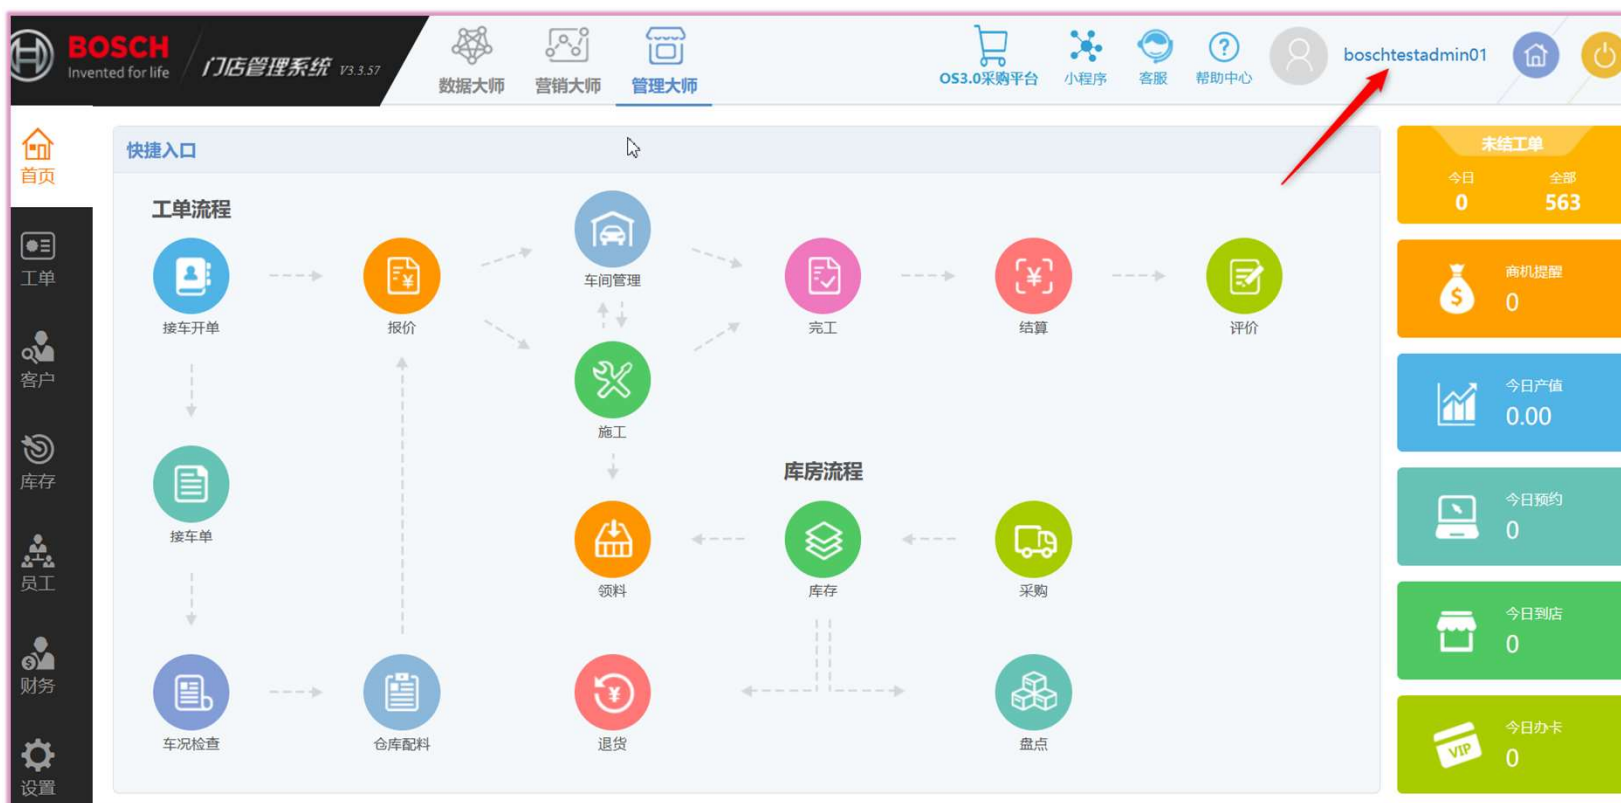 BOSCH
Invented for life
门店管理系统 V3.3.57
数据大师
营销大师
管理大师
OS3.0采购平台
小程序
客服
帮助中心
boschtestadmin01
首页
工单
客户
库存
员工
财务
设置
快捷入口
工单流程
接车开单
报价
车间管理
完工
结算
评价
施工
接车单
库房流程
领料
库存
采购
车况检查
仓库配料
退货
盘点
未结工单
今日 全部
0 563
商机提醒
0
今日产值
0.00
今日预约
0
今日到店
0
今日办卡
VIP
0